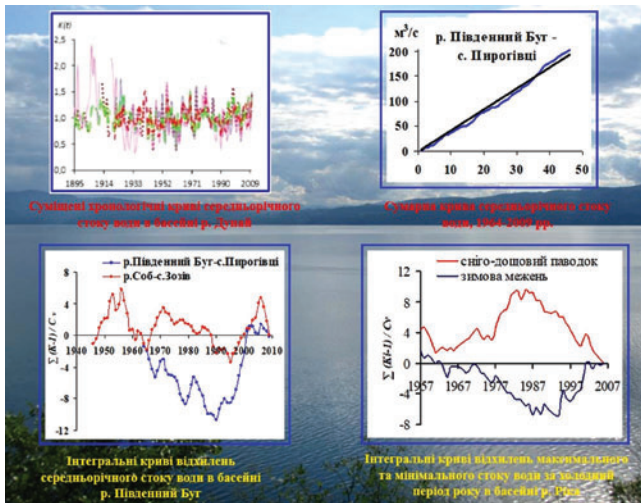 K(t)
2,5
2,0
1,5
1,0
0,5
0,0
1895 1914 1933 1952 1971 1990 2009
Суміщені хронологічні криві середньорічного
стоку води в басейні р. Дунай
м³/с
р. Південний Буг -
с. Пирогівці
200
150
100
50
0
0 10 20 30 40 50
Сумарна крива середньорічного стоку
води, 1964-2009 рр.
р.Південний Буг-с.Пирогівці
р.Соб-с.Зозів
∑ (K-1) / Cv
8
4
0
-4
-8
-12
1940 1950 1960 1970 1980 1990 2000 2010
Інтегральні криві відхилень
середньорічного стоку води в басейні
р. Південний Буг
сніго-дошовий паводок
зимова межень
∑ (Ki-1) / Cv
12
8
4
0
-4
-8
1957 1967 1977 1987 1997 2007
Інтегральні криві відхилень максимального
та мінімального стоку води за холодний
період року в басейні р. Ріка